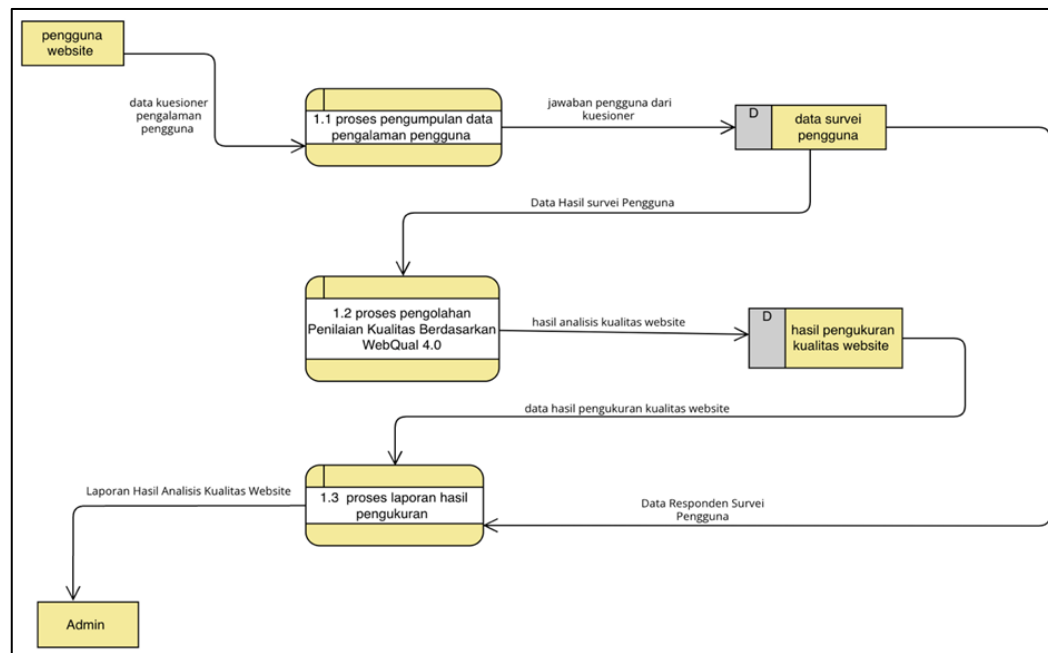 pengguna
website
data kuesioner
pengalaman
pengguna
1.1 proses pengumpulan data
pengalaman pengguna
jawaban pengguna dari
kuesioner
D
data survei
pengguna
Data Hasil survei Pengguna
1.2 proses pengolahan
Penilaian Kualitas Berdasarkan
WebQual 4.0
hasil analisis kualitas website
D
hasil pengukuran
kualitas website
data hasil pengukuran kualitas website
Laporan Hasil Analisis Kualitas Website
1.3 proses laporan hasil
pengukuran
Data Responden Survei
Pengguna
Admin